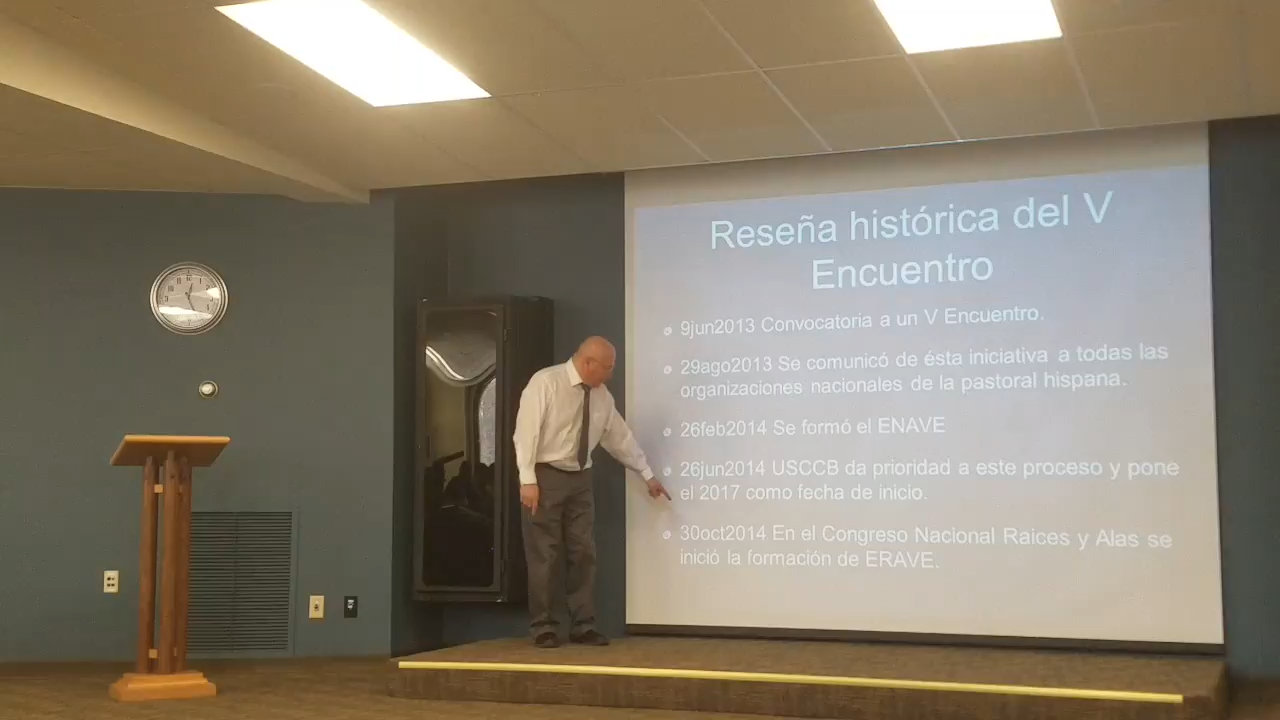 Reseña histórica del V
Encuentro
9jun2013 Convocatoria a un V Encuentro.
29ago2013 Se comunicó de ésta iniciativa a todas las
organizaciones nacionales de la pastoral hispana.
26feb2014 Se formó el ENAVE
26jun2014 USCCB da prioridad a este proceso y pone
el 2017 como fecha de inicio.
30oct2014 En el Congreso Nacional Raices y Alas se
inició la formación de ERAVE.